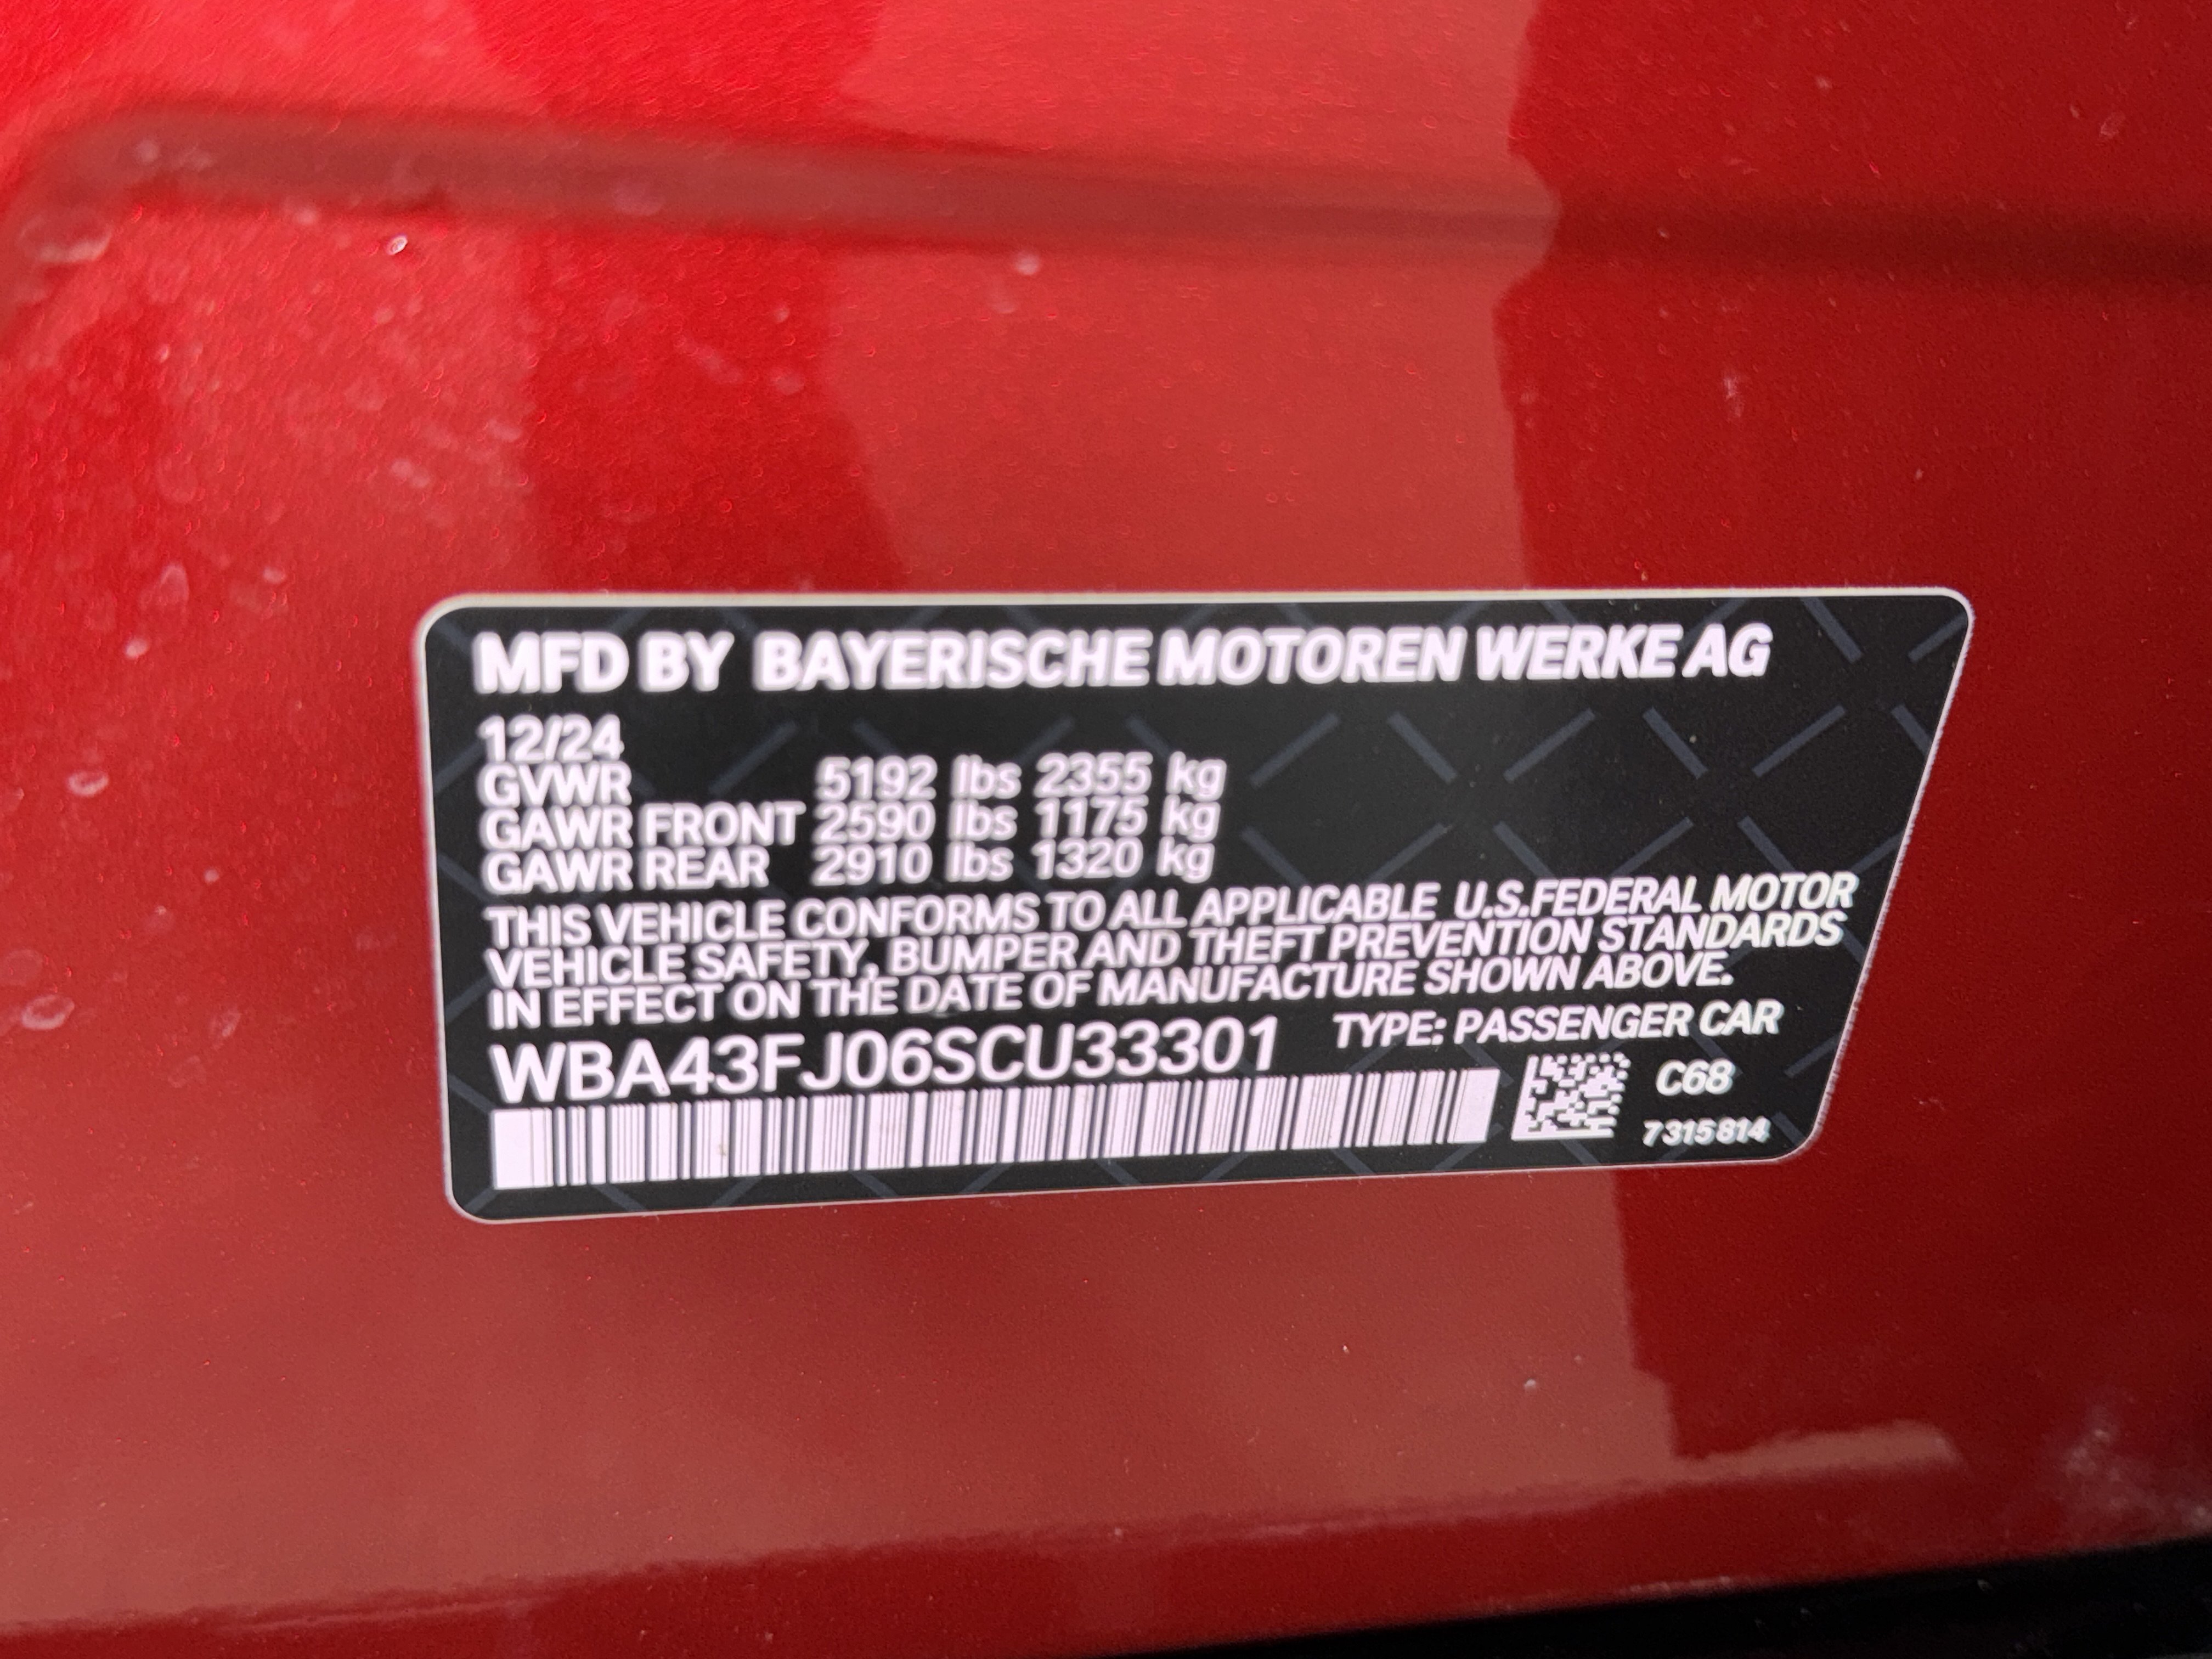 MFD BY BAYERISCHE MOTOREN WERKE AG
12/24
GVWR 5192 lbs 2355 kg
GAWR FRONT 2590 lbs 1175 kg
GAWR REAR 2910 lbs 1320 kg
THIS VEHICLE CONFORMS TO ALL APPLICABLE U.S.FEDERAL MOTOR
VEHICLE SAFETY, BUMPER AND THEFT PREVENTION STANDARDS
IN EFFECT ON THE DATE OF MANUFACTURE SHOWN ABOVE.
WBA43FJ06SCU33301 TYPE: PASSENGER CAR
C68
7315814